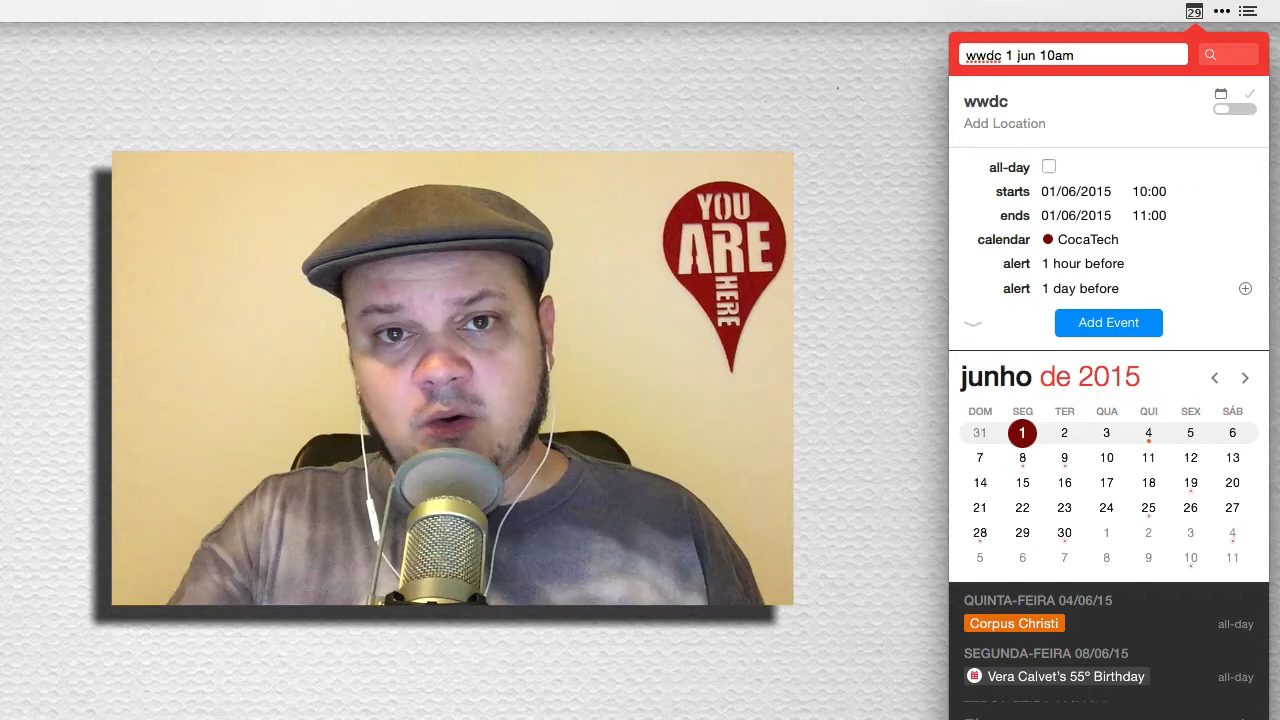 29
wwdc 1 jun 10am
wwdc
Add Location
all-day
starts 01/06/2015 10:00
ends 01/06/2015 11:00
calendar CocaTech
alert 1 hour before
alert 1 day before
Add Event
junho de 2015
DOM SEG TER QUA QUI SEX SÁB
31 1 2 3 4 5 6
7 8 9 10 11 12 13
14 15 16 17 18 19 20
21 22 23 24 25 26 27
28 29 30 1 2 3 4
5 6 7 8 9 10 11
QUINTA-FEIRA 04/06/15
Corpus Christi all-day
SEGUNDA-FEIRA 08/06/15
Vera Calvet's 55º Birthday all-day
YOU
ARE
HERE